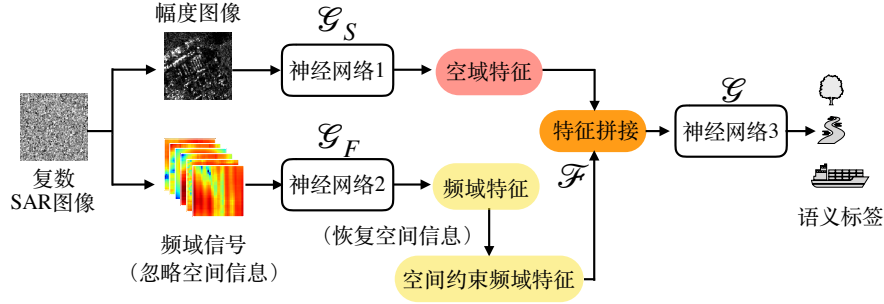 幅度图像
𝒢S
神经网络1
空域特征
复数
SAR图像
特征拼接
ℱ
𝒢
神经网络3
语义标签
频域信号
（忽略空间信息）
𝒢F
神经网络2
频域特征
（恢复空间信息）
空间约束频域特征